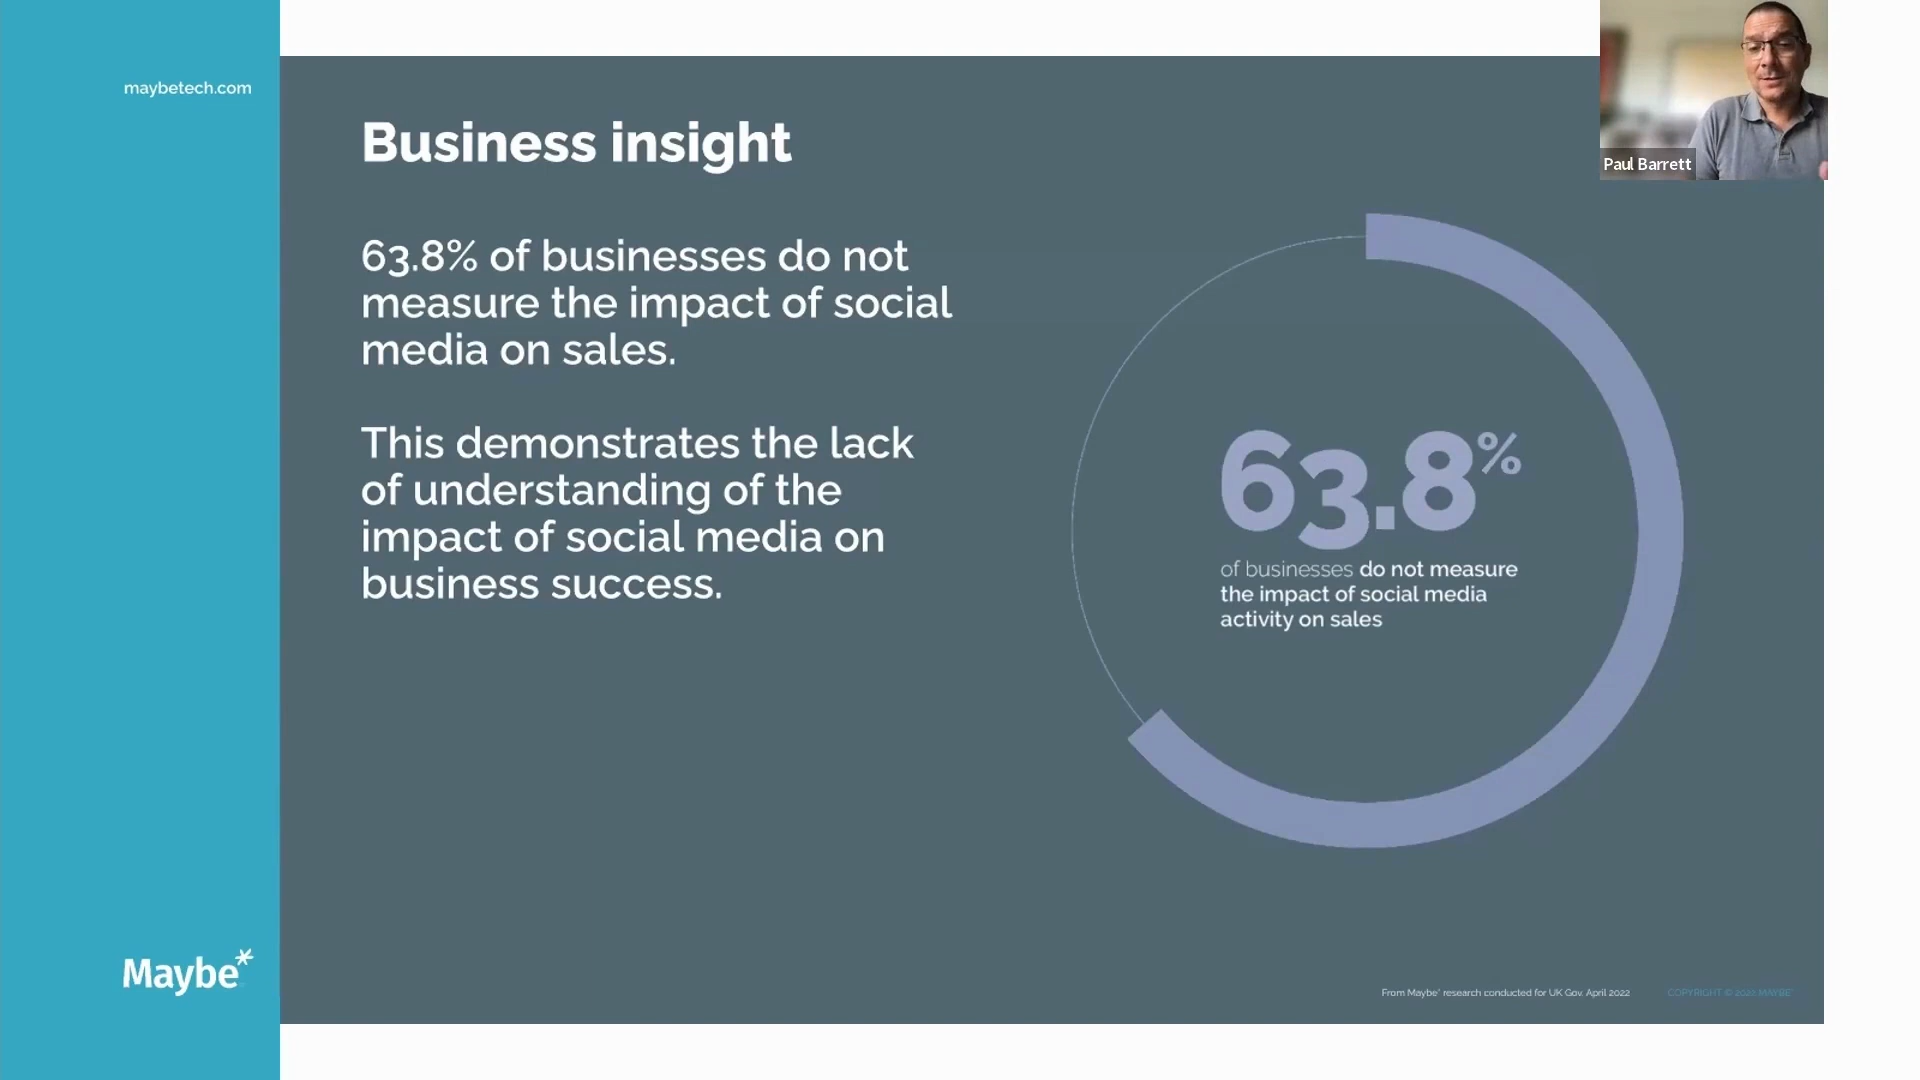 maybetech.com
Business insight
63.8% of businesses do not
measure the impact of social
media on sales.
This demonstrates the lack
of understanding of the
impact of social media on
business success.
63.8%
of businesses do not measure
the impact of social media
activity on sales
Paul Barrett
Maybe*
From Maybe* research conducted for UK Gov. April 2022
COPYRIGHT © 2022 MAYBE*